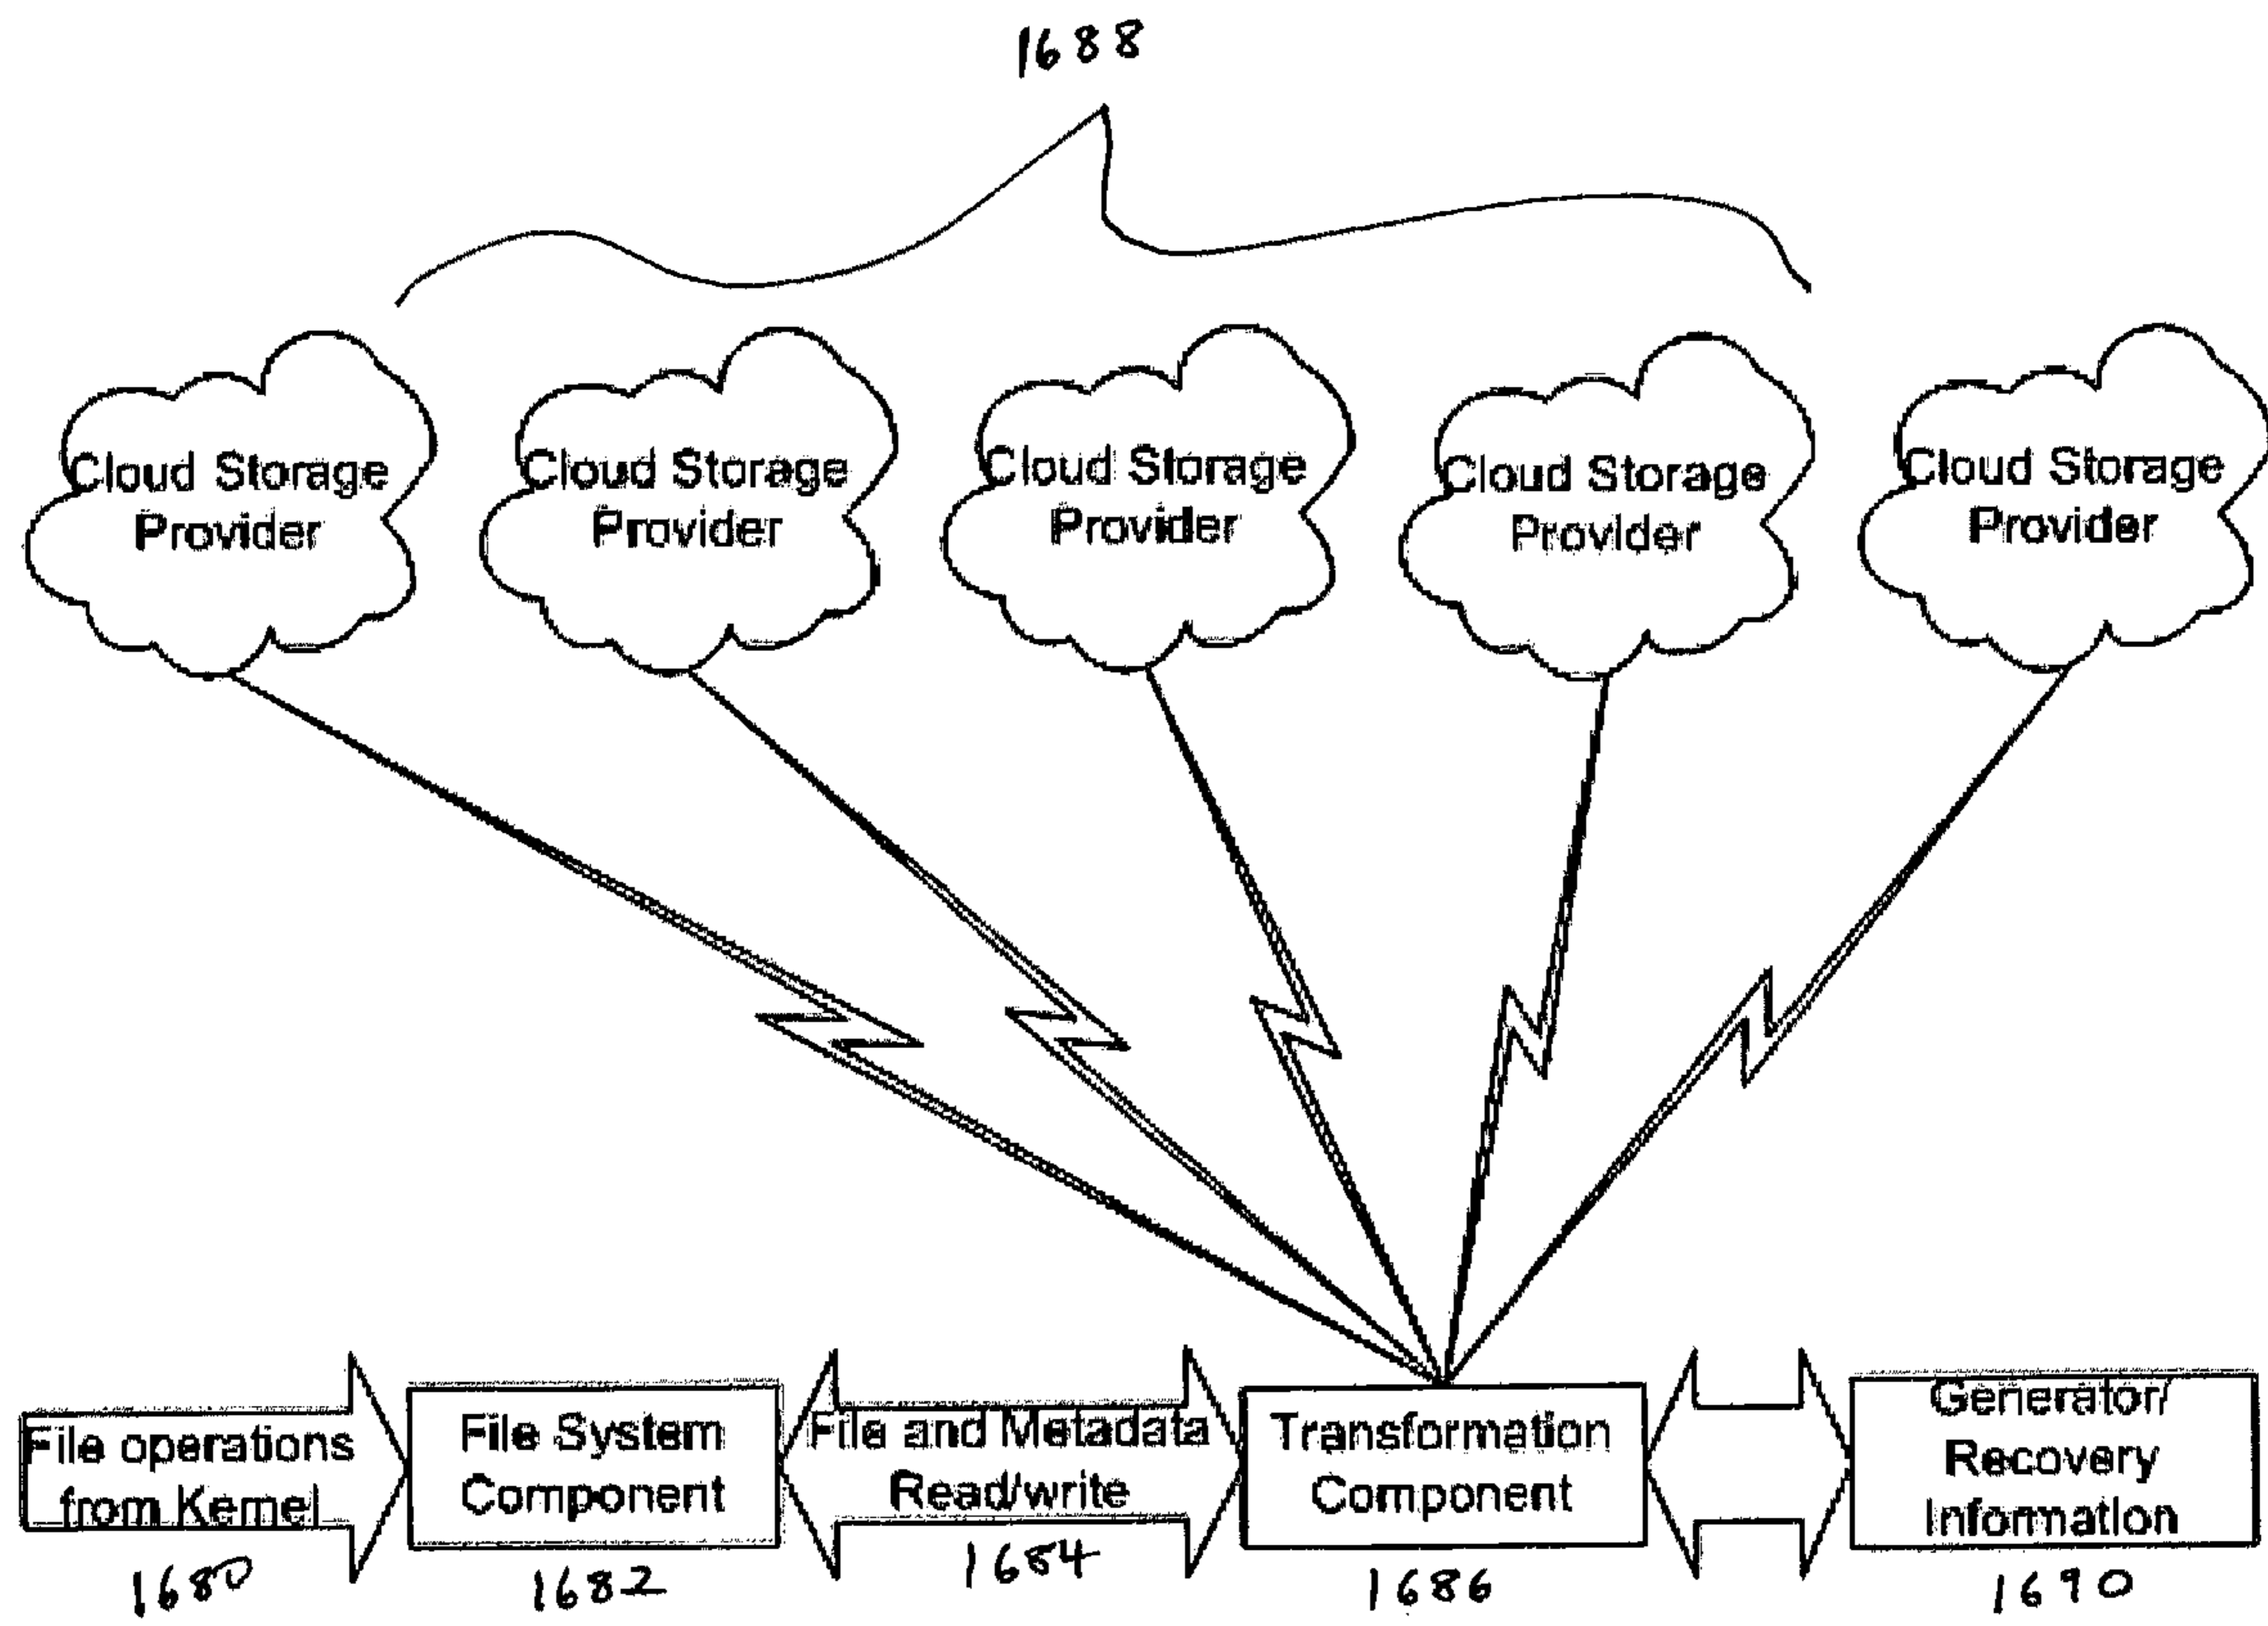 1688
Cloud Storage
Provider
Cloud Storage
Provider
Cloud Storage
Provider
Cloud Storage
Provider
Cloud Storage
Provider
File operations
from Kernel
1680
File System
Component
1682
File and Metadata
Read/write
1684
Transformation
Component
1686
Generator/
Recovery
Information
1690